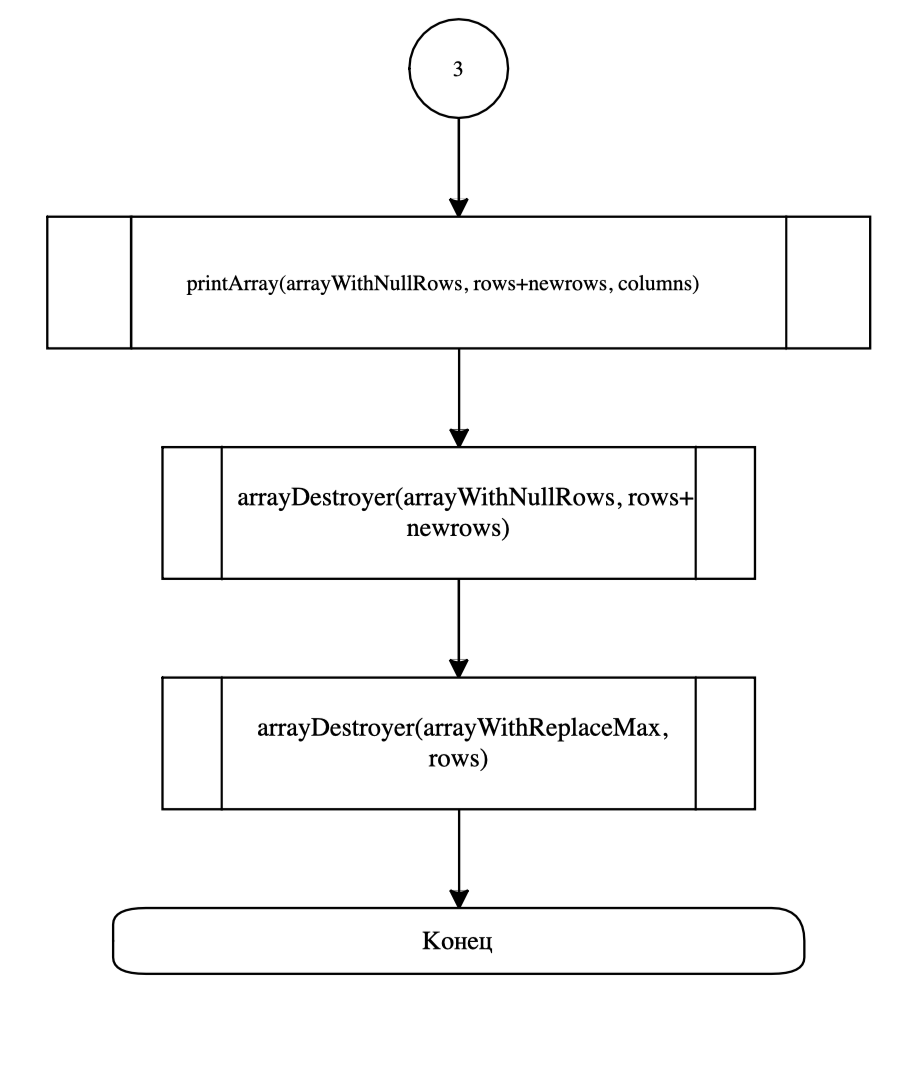 3
printArray(arrayWithNullRows, rows+newrows, columns)
arrayDestroyer(arrayWithNullRows, rows+
newrows)
arrayDestroyer(arrayWithReplaceMax,
rows)
Конец